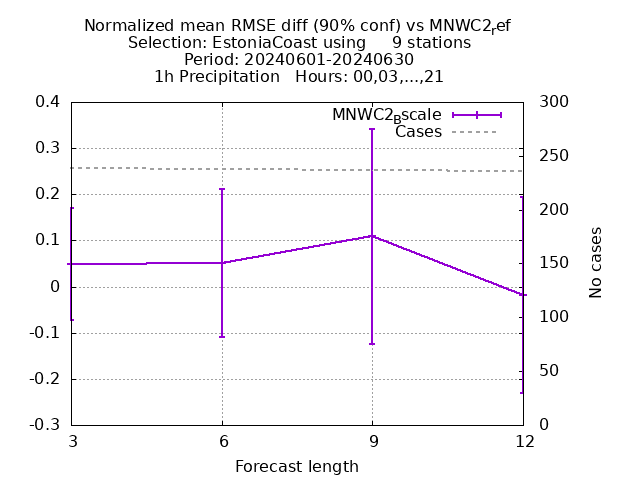 Normalized mean RMSE diff (90% conf) vs MNWC2ref
Selection: EstoniaCoast using 9 stations
Period: 20240601-20240630
1h Precipitation Hours: 00,03,...,21
MNWC2Bscale
Cases
0.4
0.3
0.2
0.1
0
-0.1
-0.2
-0.3
300
250
200
150
100
50
0
No cases
3 6 9 12
Forecast length